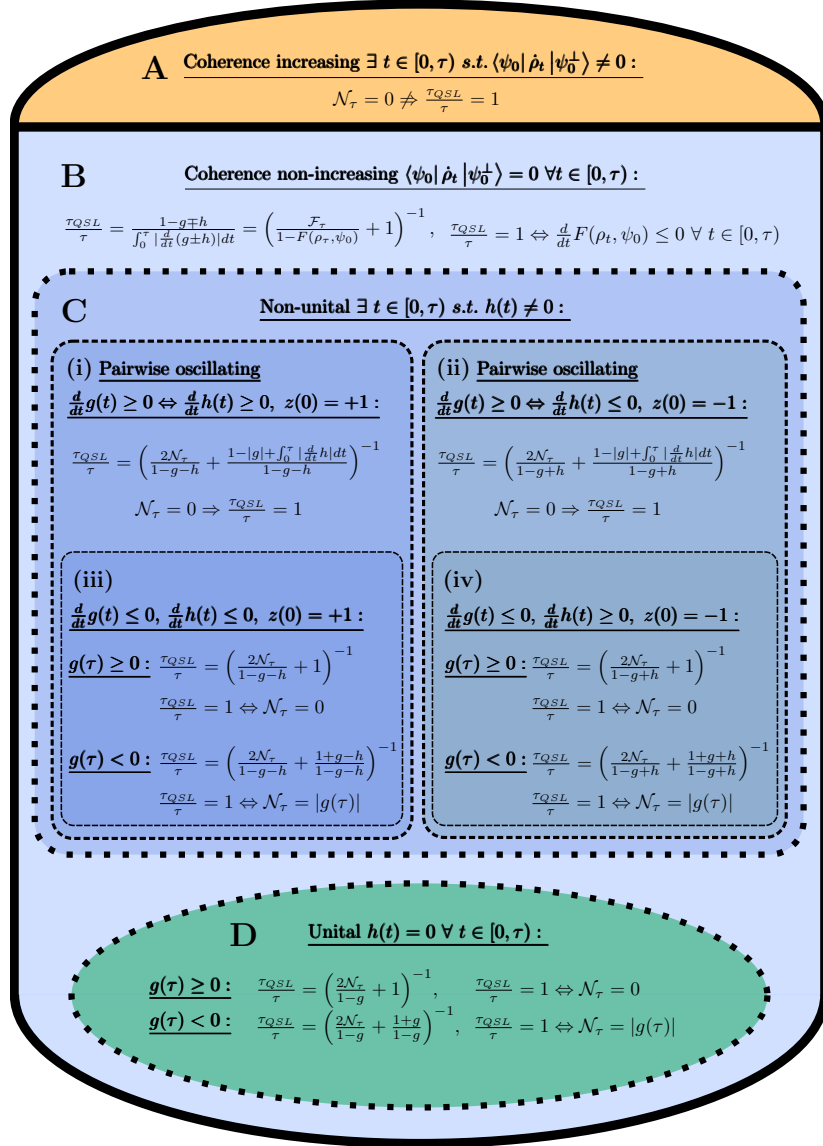 A Coherence increasing ∃ t ∈ [0, τ) s.t. ⟨ψ₀| ρ̇ₜ |ψ₀^⊥⟩ ≠ 0 :
𝒩_τ = 0 ⇏ τ_QSL/τ = 1
B Coherence non-increasing ⟨ψ₀| ρ̇ₜ |ψ₀^⊥⟩ = 0 ∀t ∈ [0, τ) :
τ_QSL/τ = (1−g∓h)/(∫₀^τ |d/dt (g±h)|dt) = (ℱ_τ/(1−F(ρ_τ,ψ₀)) + 1)^−1, τ_QSL/τ = 1 ⇔ d/dt F(ρₜ, ψ₀) ≤ 0 ∀ t ∈ [0, τ)
C Non-unital ∃ t ∈ [0, τ) s.t. h(t) ≠ 0 :
(i) Pairwise oscillating
d/dt g(t) ≥ 0 ⇔ d/dt h(t) ≥ 0, z(0) = +1 :
τ_QSL/τ = (2𝒩_τ/(1−g−h) + (1−|g|+∫₀^τ |d/dt h|dt)/(1−g−h))^−1
𝒩_τ = 0 ⇒ τ_QSL/τ = 1
(iii)
d/dt g(t) ≤ 0, d/dt h(t) ≤ 0, z(0) = +1 :
g(τ) ≥ 0 : τ_QSL/τ = (2𝒩_τ/(1−g−h) + 1)^−1
τ_QSL/τ = 1 ⇔ 𝒩_τ = 0
g(τ) < 0 : τ_QSL/τ = (2𝒩_τ/(1−g−h) + (1+g−h)/(1−g−h))^−1
τ_QSL/τ = 1 ⇔ 𝒩_τ = |g(τ)|
(ii) Pairwise oscillating
d/dt g(t) ≥ 0 ⇔ d/dt h(t) ≤ 0, z(0) = −1 :
τ_QSL/τ = (2𝒩_τ/(1−g+h) + (1−|g|+∫₀^τ |d/dt h|dt)/(1−g+h))^−1
𝒩_τ = 0 ⇒ τ_QSL/τ = 1
(iv)
d/dt g(t) ≤ 0, d/dt h(t) ≥ 0, z(0) = −1 :
g(τ) ≥ 0 : τ_QSL/τ = (2𝒩_τ/(1−g+h) + 1)^−1
τ_QSL/τ = 1 ⇔ 𝒩_τ = 0
g(τ) < 0 : τ_QSL/τ = (2𝒩_τ/(1−g+h) + (1+g+h)/(1−g+h))^−1
τ_QSL/τ = 1 ⇔ 𝒩_τ = |g(τ)|
D Unital h(t) = 0 ∀ t ∈ [0, τ) :
g(τ) ≥ 0 : τ_QSL/τ = (2𝒩_τ/(1−g) + 1)^−1, τ_QSL/τ = 1 ⇔ 𝒩_τ = 0
g(τ) < 0 : τ_QSL/τ = (2𝒩_τ/(1−g) + (1+g)/(1−g))^−1, τ_QSL/τ = 1 ⇔ 𝒩_τ = |g(τ)|